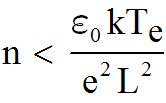 n < ε₀kTₑ / e²L²